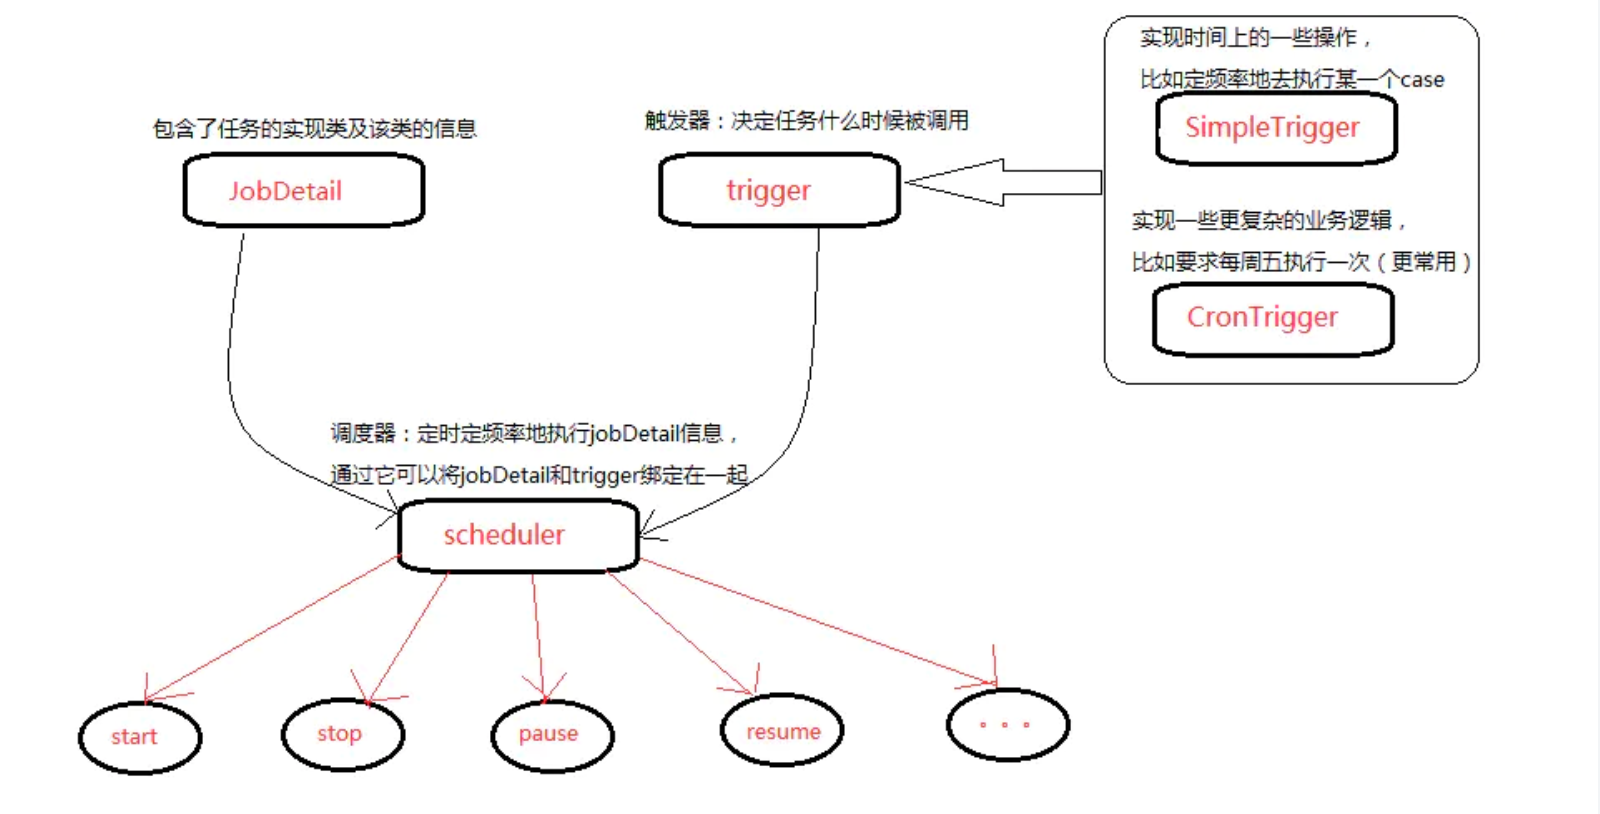 实现时间上的一些操作，
比如定频率地去执行某一个case
SimpleTrigger
包含了任务的实现类及该类的信息
JobDetail
触发器：决定任务什么时候被调用
trigger
实现一些更复杂的业务逻辑，
比如要求每周五执行一次（更常用）
CronTrigger
调度器：定时定频率地执行jobDetail信息，
通过它可以将jobDetail和trigger绑定在一起
scheduler
start
stop
pause
resume
。。。